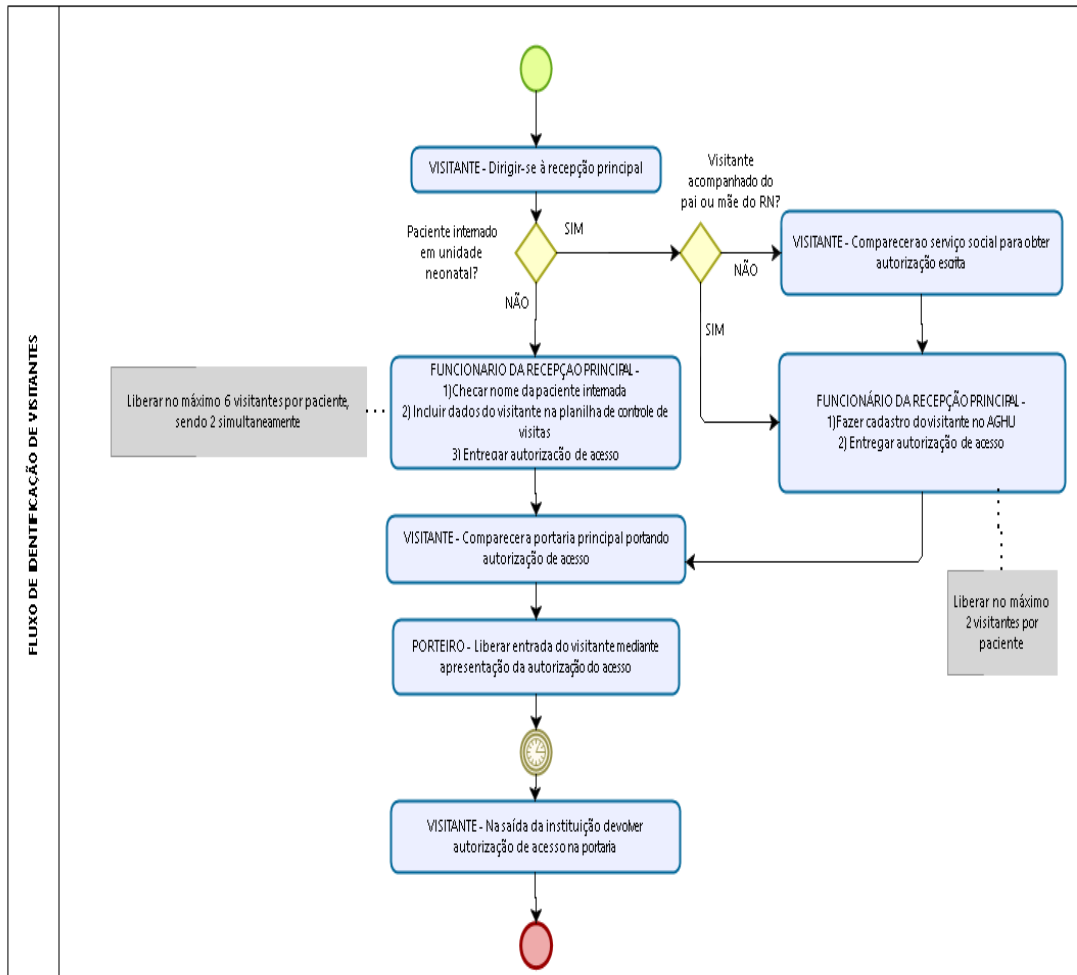 FLUXO DE IDENTIFICAÇÃO DE VISITANTES
VISITANTE - Dirigir-se à recepção principal
Paciente internado
em unidade
neonatal?
SIM
NÃO
Visitante
acompanhado do
pai ou mãe do RN?
NÃO
SIM
VISITANTE - Comparecer ao serviço social para obter
autorização escrita
Liberar no máximo 6 visitantes por paciente,
sendo 2 simultaneamente
FUNCIONARIO DA RECEPÇAO PRINCIPAL -
1)Checar nome da paciente internada
2) Incluir dados do visitante na planilha de controle de
visitas
3) Entregar autorização de acesso
FUNCIONÁRIO DA RECEPÇÃO PRINCIPAL -
1)Fazer cadastro do visitante no AGHU
2) Entregar autorização de acesso
VISITANTE - Comparecer a portaria principal portando
autorização de acesso
Liberar no máximo
2 visitantes por
paciente
PORTEIRO - Liberar entrada do visitante mediante
apresentação da autorização do acesso
VISITANTE - Na saída da instituição devolver
autorização de acesso na portaria